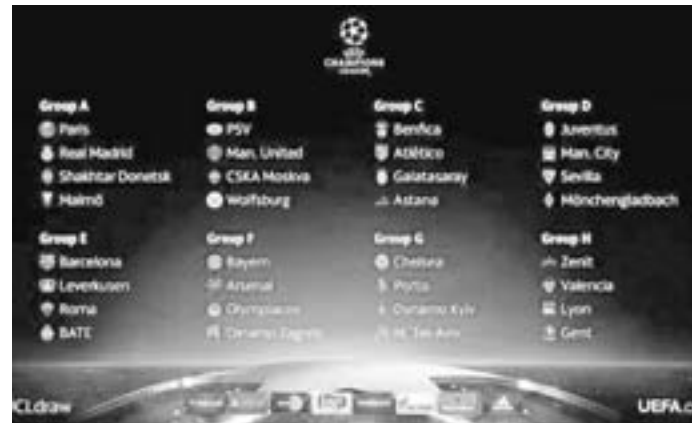 UEFA
CHAMPIONS
LEAGUE
Group A
Paris
Real Madrid
Shakhtar Donetsk
Malmö
Group B
PSV
Man. United
CSKA Moskva
Wolfsburg
Group C
Benfica
Atlético
Galatasaray
Astana
Group D
Juventus
Man. City
Sevilla
Mönchengladbach
Group E
Barcelona
Leverkusen
Roma
BATE
Group F
Bayern
Arsenal
Olympiacos
Dinamo Zagreb
Group G
Chelsea
Porto
Dynamo Kyiv
M. Tel-Aviv
Group H
Zenit
Valencia
Lyon
Gent
CLdraw
UEFA.c